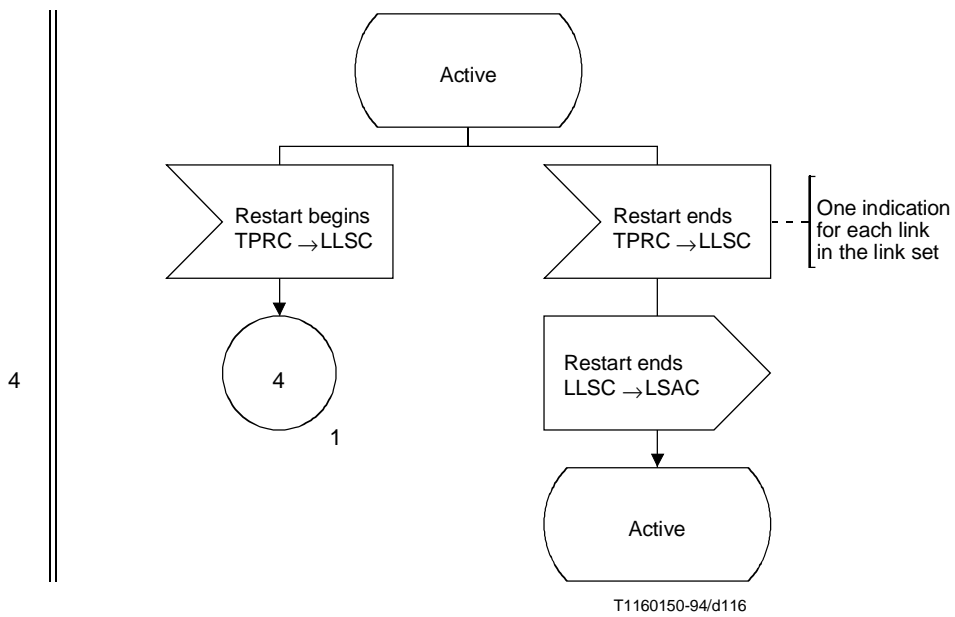 Active
Restart begins
TPRC →LLSC
Restart ends
TPRC →LLSC
One indication
for each link
in the link set
4
4
1
Restart ends
LLSC →LSAC
Active
T1160150-94/d116